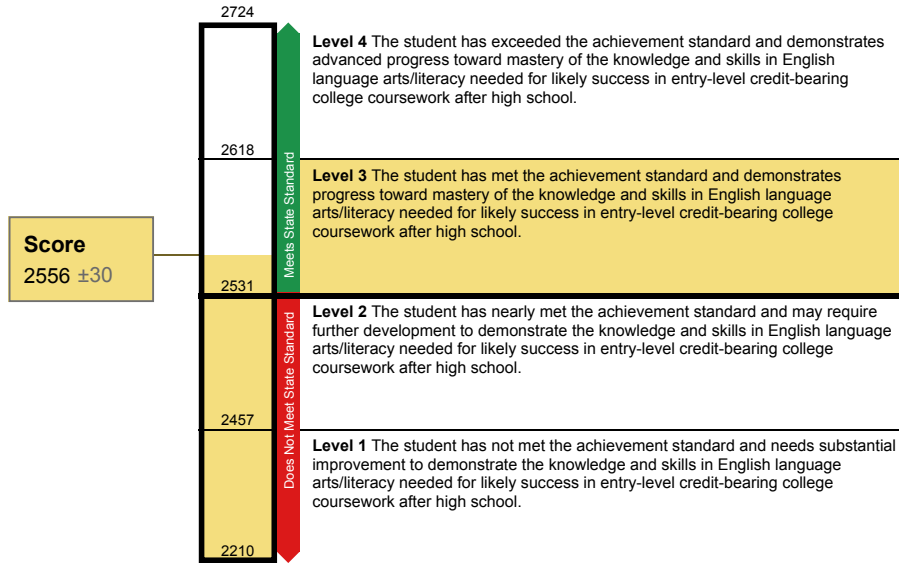 2724
Level 4 The student has exceeded the achievement standard and demonstrates
advanced progress toward mastery of the knowledge and skills in English
language arts/literacy needed for likely success in entry-level credit-bearing
college coursework after high school.
2618
Level 3 The student has met the achievement standard and demonstrates
progress toward mastery of the knowledge and skills in English language
arts/literacy needed for likely success in entry-level credit-bearing college
coursework after high school.
Meets State Standard
Score
2556 ±30
2531
Level 2 The student has nearly met the achievement standard and may require
further development to demonstrate the knowledge and skills in English language
arts/literacy needed for likely success in entry-level credit-bearing college
coursework after high school.
Does Not Meet State Standard
2457
Level 1 The student has not met the achievement standard and needs substantial
improvement to demonstrate the knowledge and skills in English language
arts/literacy needed for likely success in entry-level credit-bearing college
coursework after high school.
2210